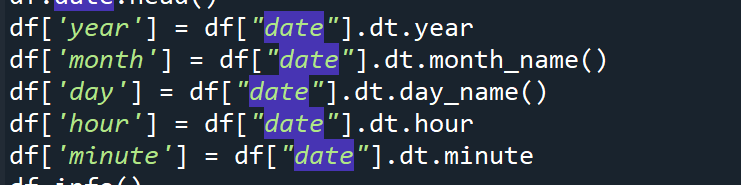 df.date.head()
df['year'] = df["date"].dt.year
df['month'] = df["date"].dt.month_name()
df['day'] = df["date"].dt.day_name()
df['hour'] = df["date"].dt.hour
df['minute'] = df["date"].dt.minute
df.info()